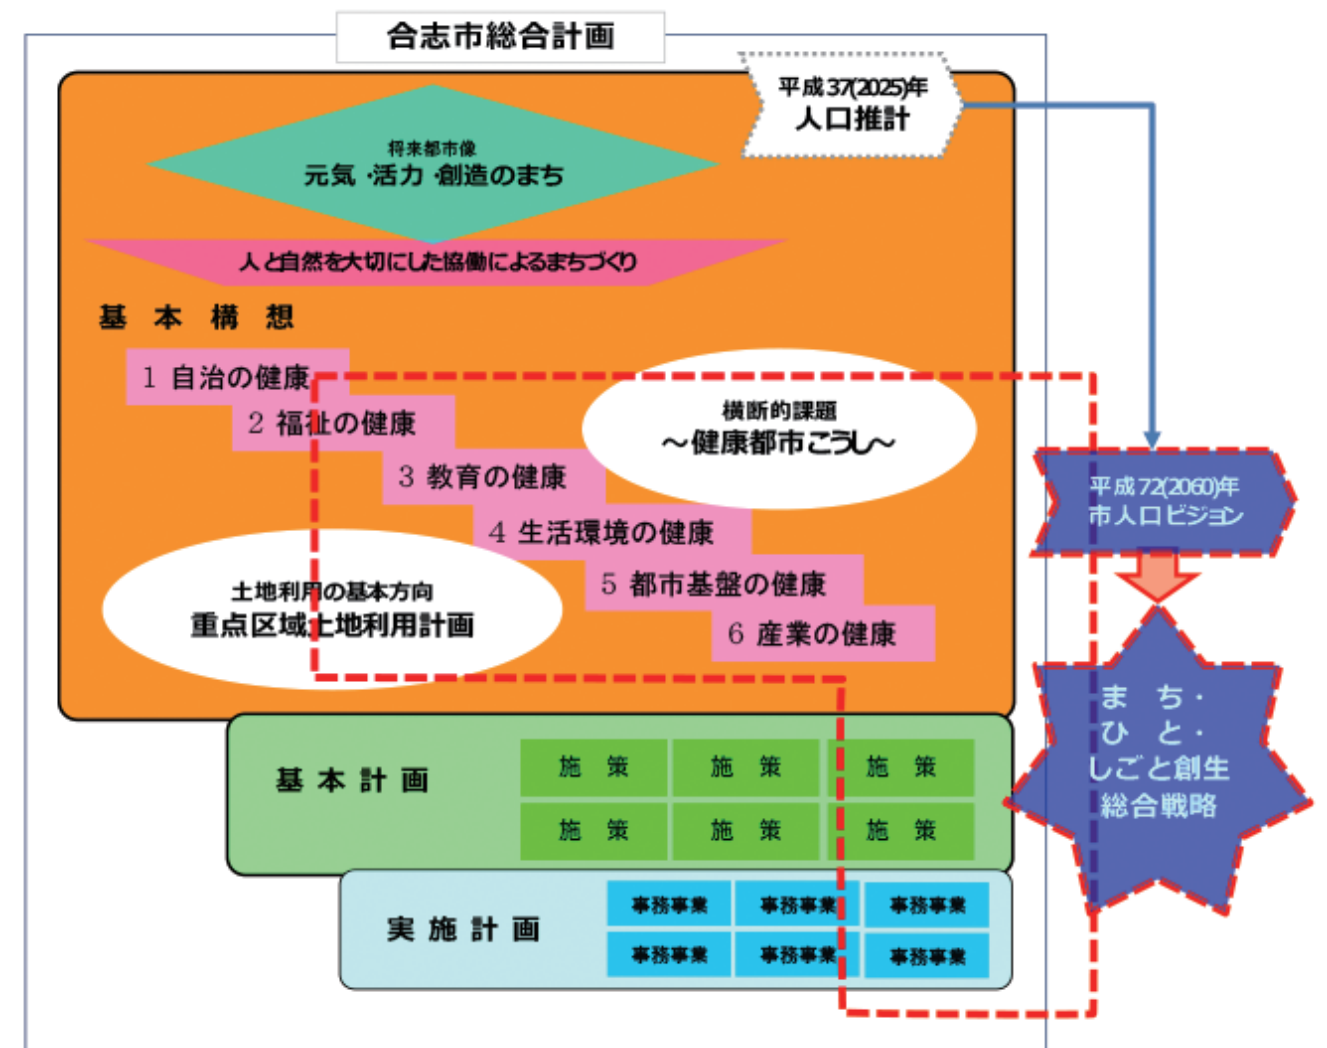 合志市総合計画
平成37(2025)年
人口推計
将来都市像
元気・活力・創造のまち
人と自然を大切にした協働によるまちづくり
基本構想
1 自治の健康
2 福祉の健康
3 教育の健康
4 生活環境の健康
5 都市基盤の健康
6 産業の健康
横断的課題
～健康都市こうし～
土地利用の基本方向
重点区域土地利用計画
平成72(2060)年
市人口ビジョン
まち・
ひと・
しごと創生
総合戦略
基本計画
施策 施策 施策
施策 施策 施策
実施計画
事務事業 事務事業 事務事業
事務事業 事務事業 事務事業